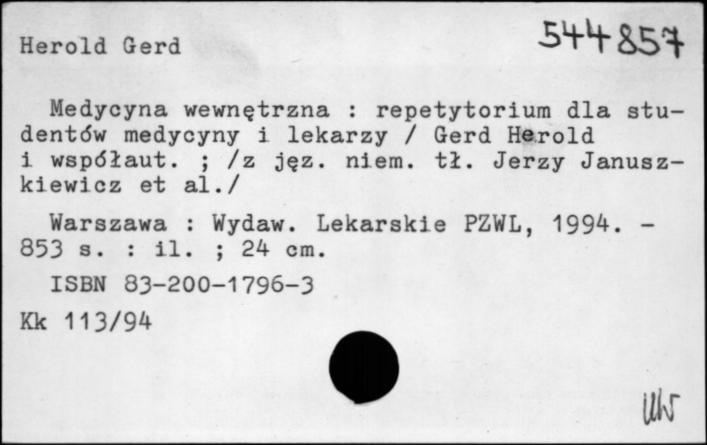 544857
Herold Gerd
Medycyna wewnętrzna : repetytorium dla stu-
dentów medycyny i lekarzy / Gerd Herold
i współaut. ; /z jęz. niem. tł. Jerzy Janusz-
kiewicz et al./
Warszawa : Wydaw. Lekarskie PZWL, 1994. -
853 s. : il. ; 24 cm.
ISBN 83-200-1796-3
Kk 113/94